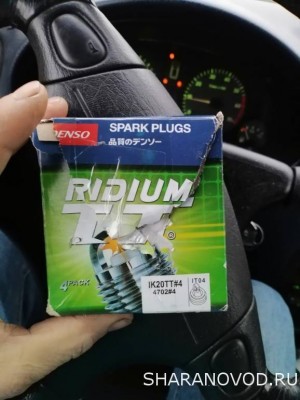 DENSO
SPARK PLUGS
品質のデンソー
IRIDIUM
TT®
4 PACK
IK20TT#4
4702#4
IT04
SHARANOVOD.RU